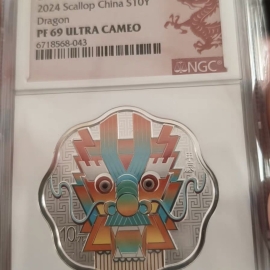 2024 Scallop China S10Y
Dragon
PF 69 ULTRA CAMEO
6718568-043
NGC
10